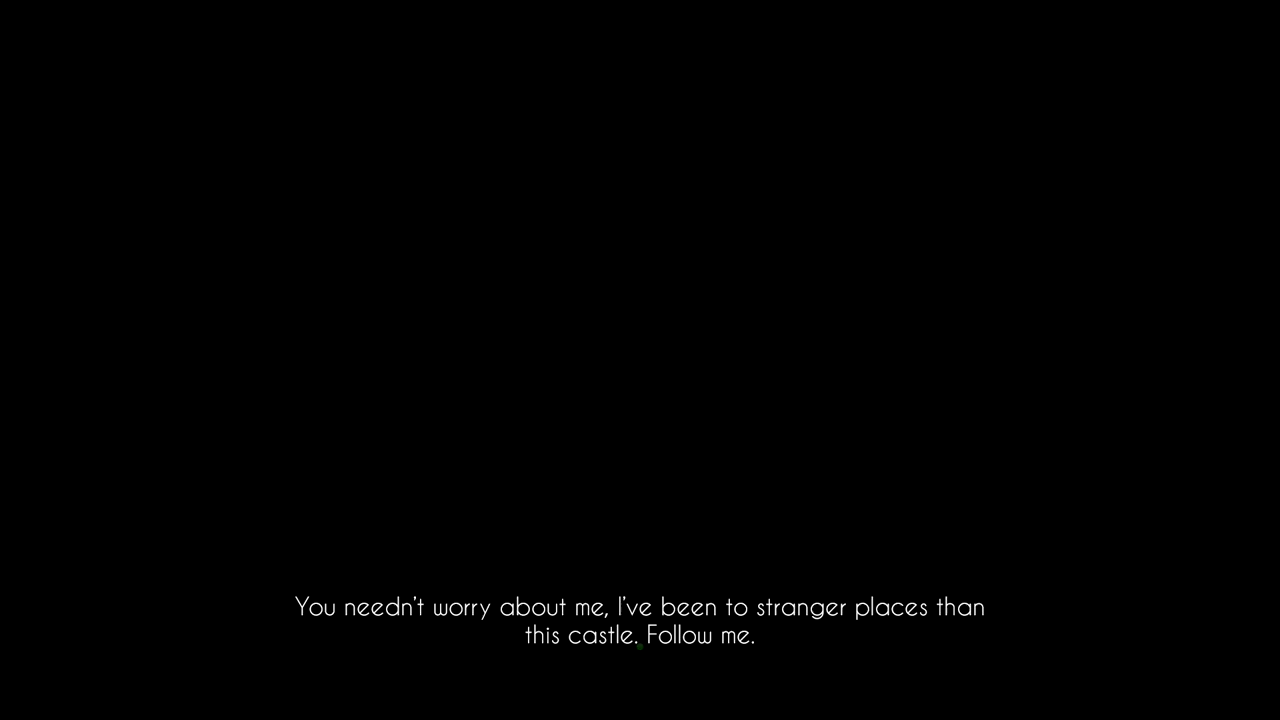 You needn't worry about me, I've been to stranger places than
this castle. Follow me.